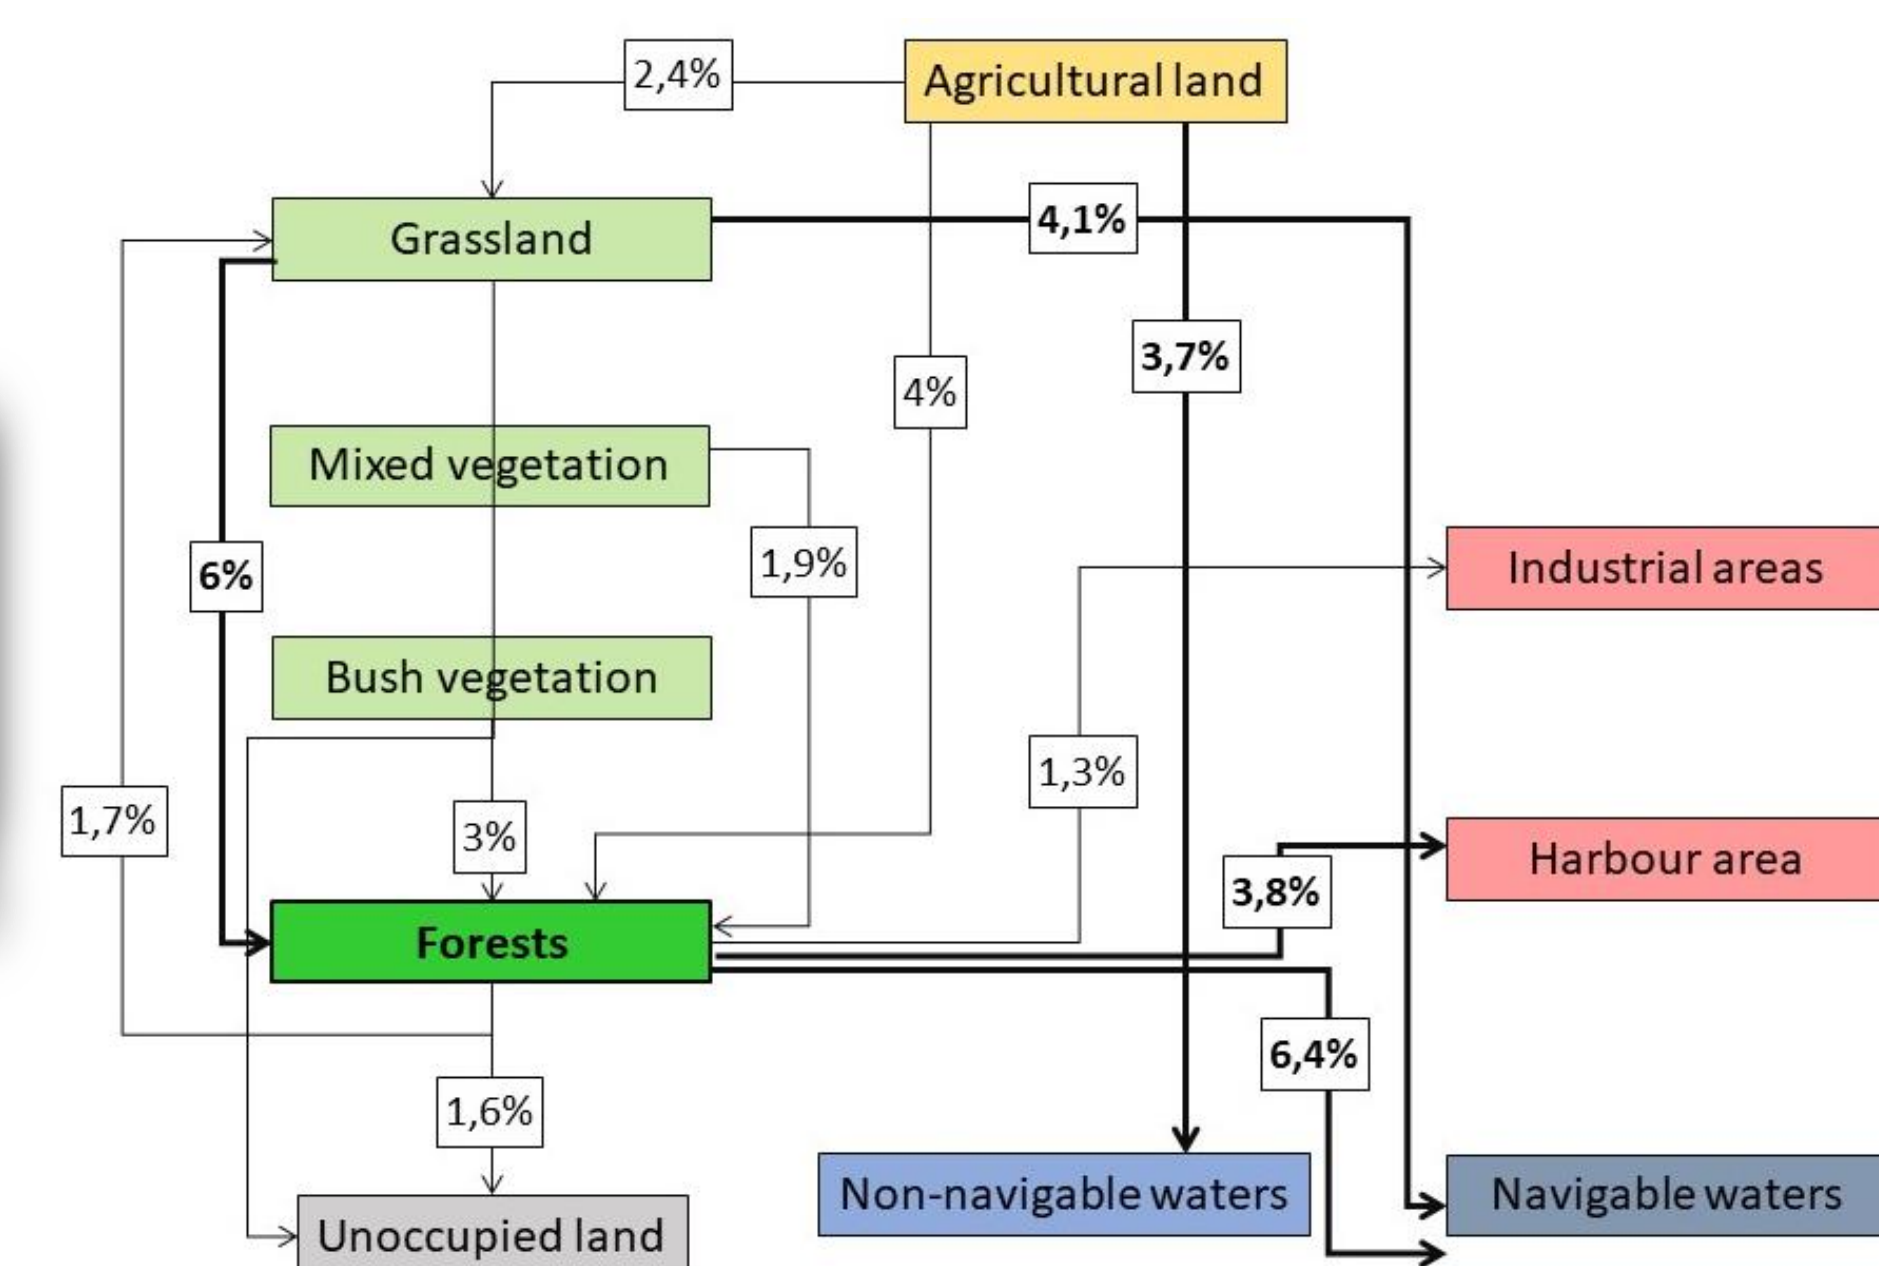 2,4%
Agricultural land
Grassland
4,1%
3,7%
4%
Mixed vegetation
1,9%
6%
Industrial areas
Bush vegetation
1,3%
1,7%
3%
Harbour area
3,8%
Forests
6,4%
1,6%
Non-navigable waters
Navigable waters
Unoccupied land